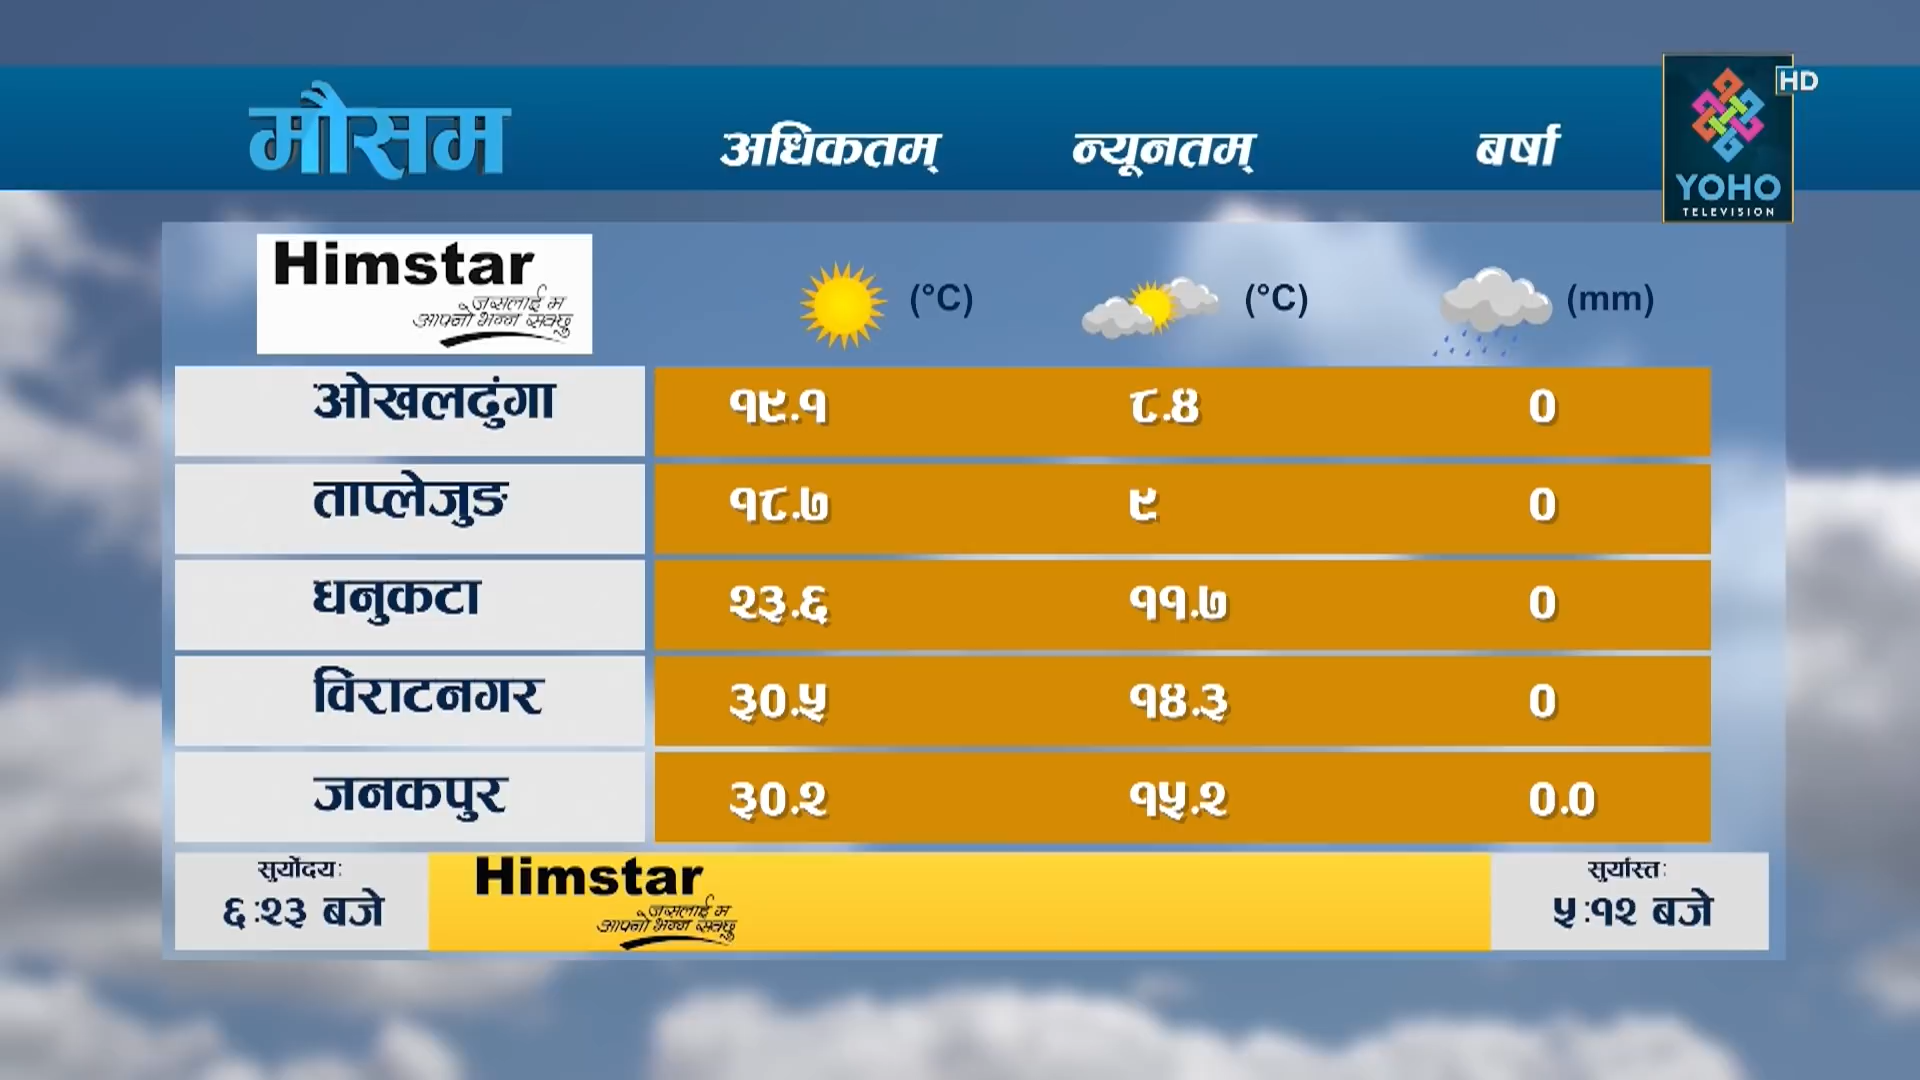 मौसम अधिकतम् न्यूनतम् बर्षा
HD
YOHO
TELEVISION
Himstar
जसलाई म
आफ्नो भन्न सक्छु
(°C) (°C) (mm)
ओखलढुंगा १९.१ ८.४ 0
ताप्लेजुङ १८.७ ९ 0
धनुकटा २३.६ ११.७ 0
विराटनगर ३०.५ १४.३ 0
जनकपुर ३०.२ १५.२ 0.0
सुर्योदयः
६:२३ बजे
Himstar
जसलाई म
आफ्नो भन्न सक्छु
सुर्यास्तः
५:१२ बजे